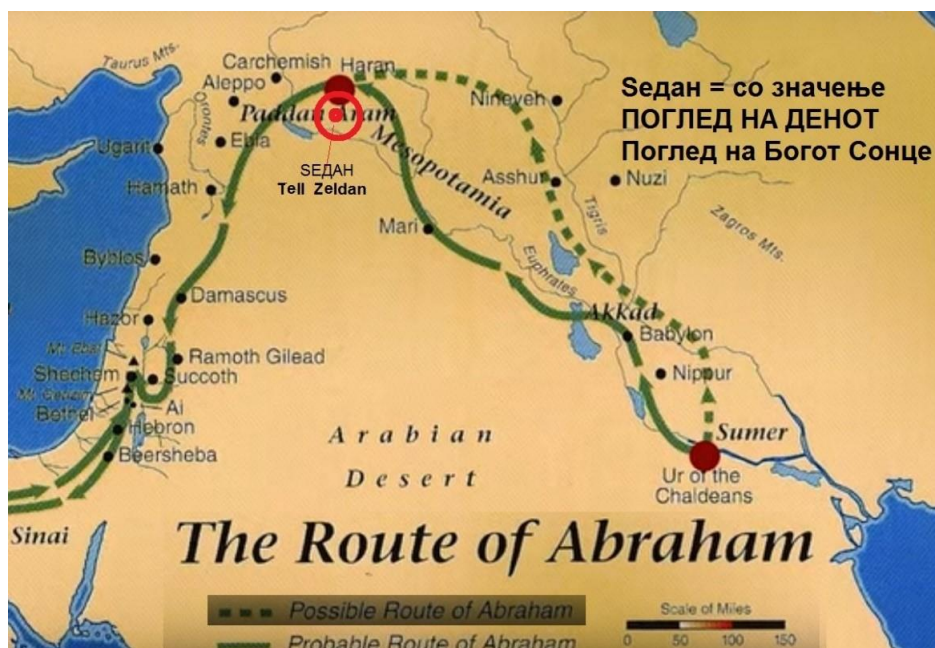 Taurus Mts.
Carchemish
Haran
Aleppo
Paddan Aram
Orontes
Ebla
Ugarit
Hamath
Mesopotamia
Nineveh
Asshur
Nuzi
Tigris
Zagros Mts.
Ѕедан = со значење
ПОГЛЕД НА ДЕНОТ
Поглед на Богот Сонце
ЅЕДАН
Tell Zeldan
Mari
Euphrates
Byblos
Damascus
Akkad
Babylon
Hazor
Mt. Ebal
Ramoth Gilead
Shechem
Succoth
Mt. Gerizim
Nippur
Bethel
Ai
Hebron
Beersheba
Sumer
Ur of the
Chaldeans
Arabian
Desert
Sinai
The Route of Abraham
Possible Route of Abraham
Probable Route of Abraham
Scale of Miles
0 50 100 150